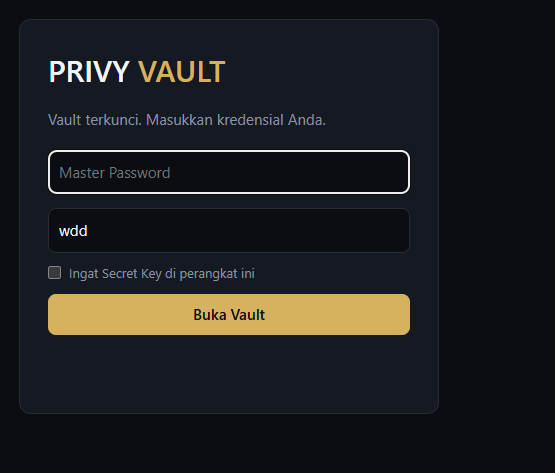 PRIVY VAULT
Vault terkunci. Masukkan kredensial Anda.
Master Password
wdd
Ingat Secret Key di perangkat ini
Buka Vault